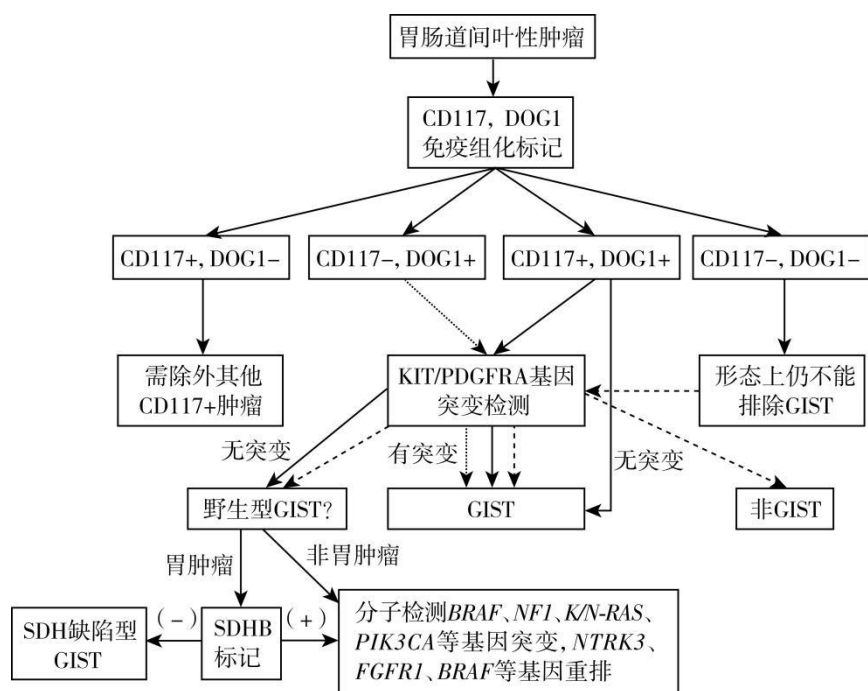 胃肠道间叶性肿瘤
CD117, DOG1
免疫组化标记
CD117+, DOG1-
CD117-, DOG1+
CD117+, DOG1+
CD117-, DOG1-
需除外其他
CD117+肿瘤
KIT/PDGFRA基因
突变检测
形态上仍不能
排除GIST
无突变
有突变
无突变
野生型GIST?
GIST
非GIST
胃肿瘤
非胃肿瘤
SDH缺陷型
GIST
(-)
SDHB
标记
(+)
分子检测BRAF、NF1、K/N-RAS、
PIK3CA等基因突变, NTRK3、
FGFR1、BRAF等基因重排